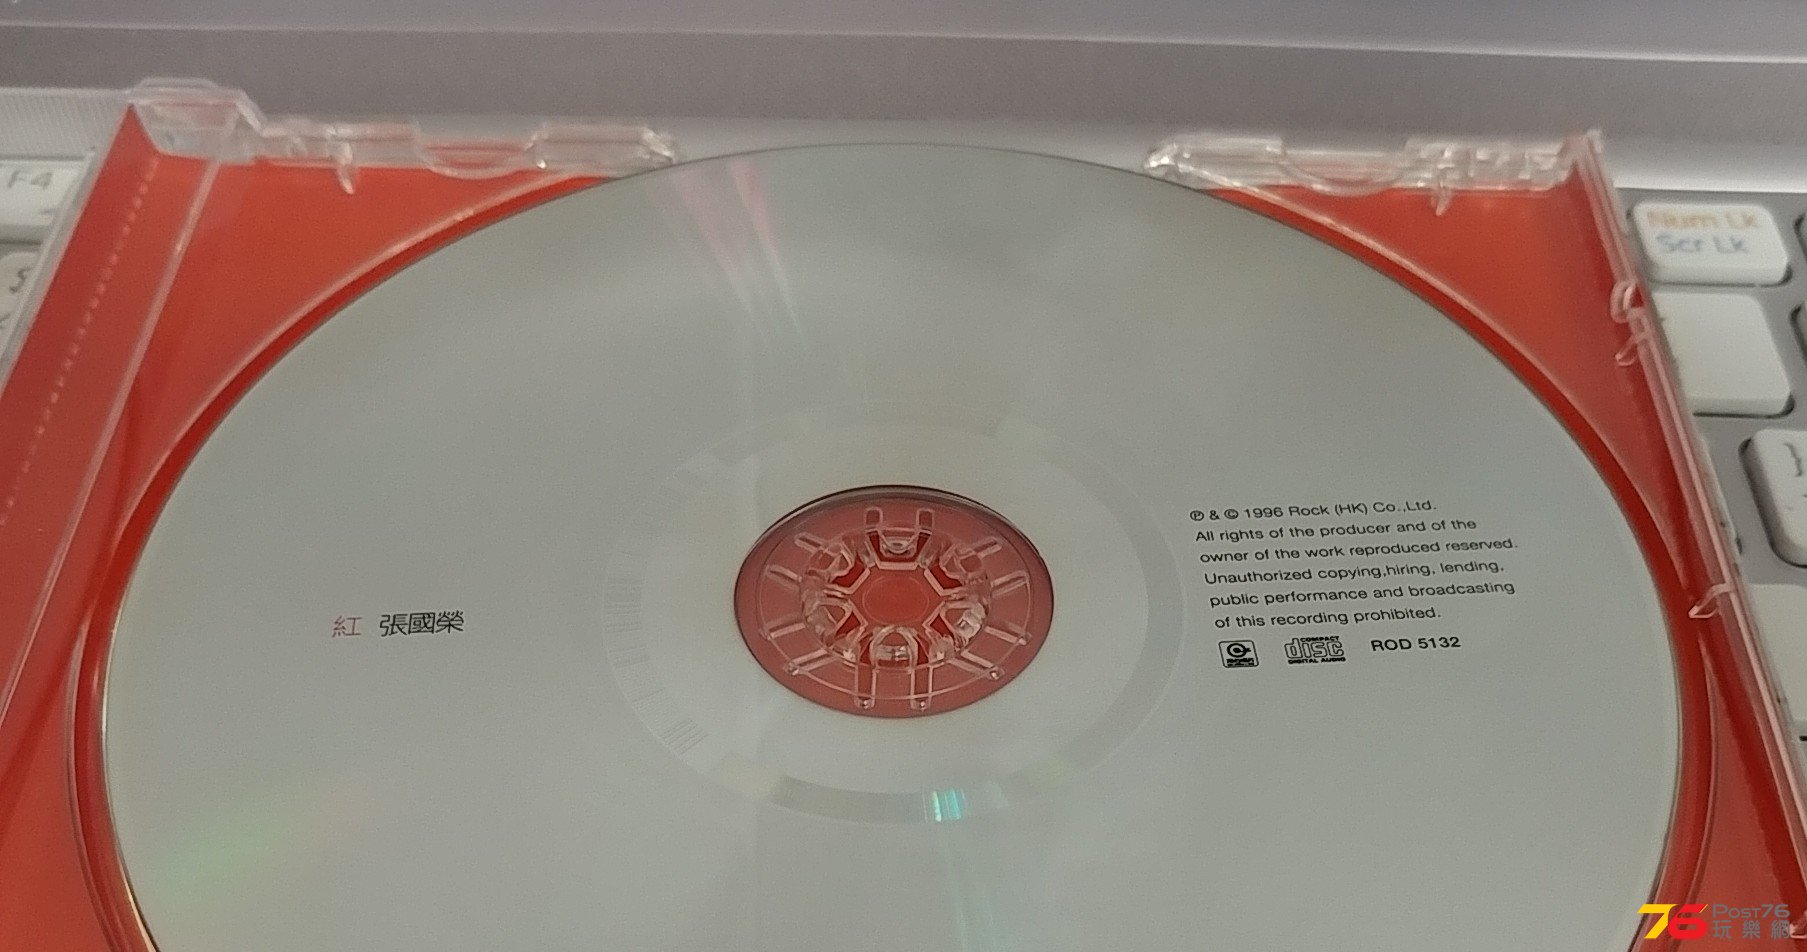 F4
Num Lk
Scr Lk
S
}
紅 張國榮
℗ & © 1996 Rock (HK) Co.,Ltd.
All rights of the producer and of the
owner of the work reproduced reserved.
Unauthorized copying,hiring, lending,
public performance and broadcasting
of this recording prohibited.
COMPACT disc DIGITAL AUDIO ROD 5132
76 POST76
玩樂網